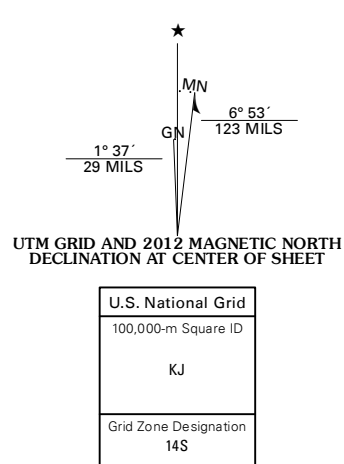 ★
MN
GN
6° 53´
123 MILS
1° 37´
29 MILS
UTM GRID AND 2012 MAGNETIC NORTH
DECLINATION AT CENTER OF SHEET
U.S. National Grid
100,000-m Square ID
KJ
Grid Zone Designation
14S